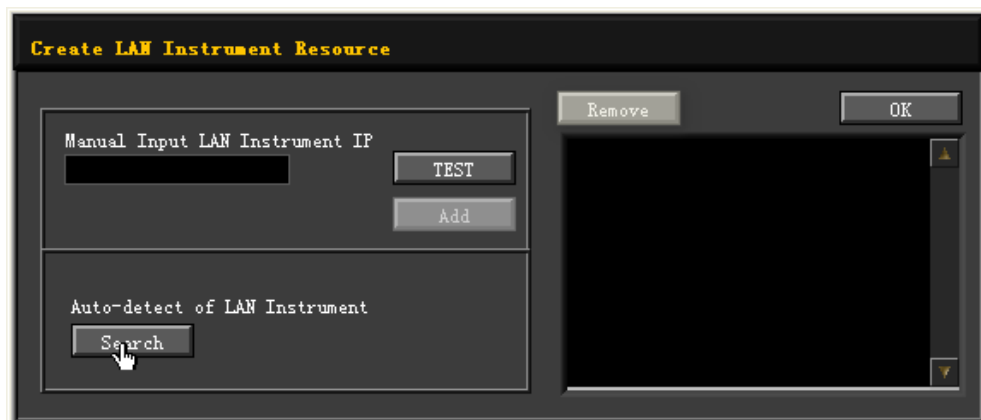 Create LAN Instrument Resource
Remove
OK
Manual Input LAN Instrument IP
TEST
Add
Auto-detect of LAN Instrument
Search